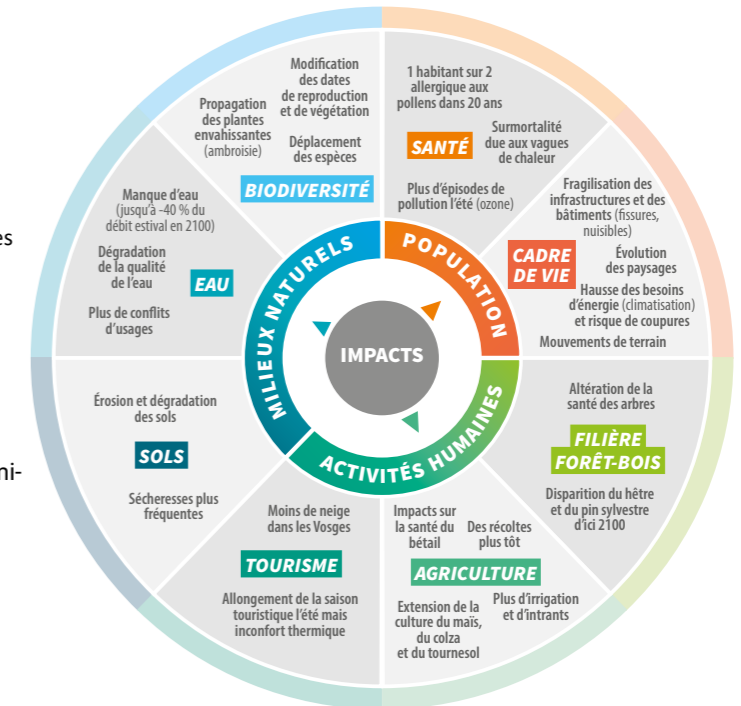 es
mi-
IMPACTS
MILIEUX NATURELS
POPULATION
ACTIVITÉS HUMAINES
Modification
des dates
de reproduction
et de végétation
Propagation
des plantes
envahissantes
(ambroisie)
Déplacement
des espèces
BIODIVERSITÉ
1 habitant sur 2
allergique aux
pollens dans 20 ans
SANTÉ
Surmortalité
due aux vagues
de chaleur
Plus d'épisodes de
pollution l'été (ozone)
Fragilisation des
infrastructures et des
bâtiments (fissures,
nuisibles)
CADRE
DE VIE
Évolution
des paysages
Hausse des besoins
d'énergie (climatisation)
et risque de coupures
Mouvements de terrain
Altération de la
santé des arbres
FILIÈRE
FORÊT-BOIS
Disparition du hêtre
et du pin sylvestre
d'ici 2100
Impacts sur
la santé du
bétail
Des récoltes
plus tôt
AGRICULTURE
Extension de la
culture du maïs,
du colza
et du tournesol
Plus d'irrigation
et d'intrants
Moins de neige
dans les Vosges
TOURISME
Allongement de la saison
touristique l'été mais
inconfort thermique
Érosion et dégradation
des sols
SOLS
Sécheresses plus
fréquentes
Manque d'eau
(jusqu'à -40 % du
débit estival en 2100)
Dégradation
de la qualité
de l'eau
EAU
Plus de conflits
d'usages